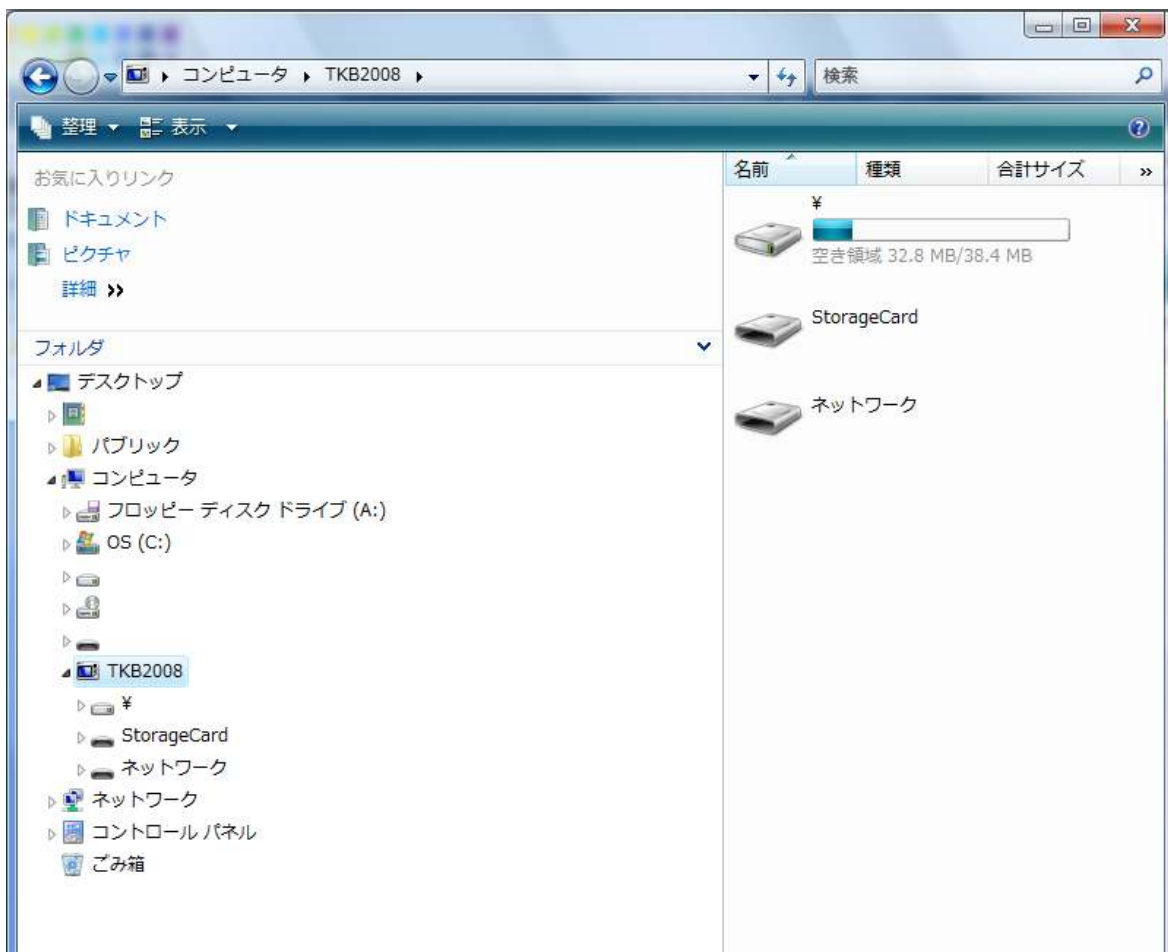 コンピュータ TKB2008
検索
整理 表示
お気に入りリンク
ドキュメント
ピクチャ
詳細 >>
フォルダ
デスクトップ
パブリック
コンピュータ
フロッピー ディスク ドライブ (A:)
OS (C:)
TKB2008
¥
StorageCard
ネットワーク
ネットワーク
コントロール パネル
ごみ箱
名前 種類 合計サイズ »
¥
空き領域 32.8 MB/38.4 MB
StorageCard
ネットワーク